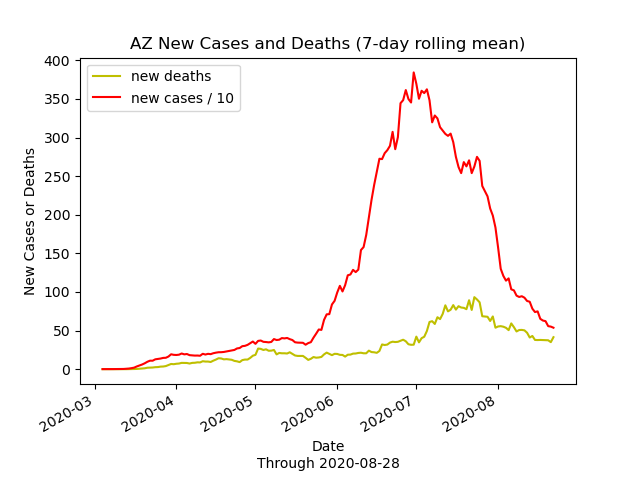 AZ New Cases and Deaths (7-day rolling mean)
new deaths
new cases / 10
New Cases or Deaths
400
350
300
250
200
150
100
50
0
2020-03
2020-04
2020-05
2020-06
2020-07
2020-08
Date
Through 2020-08-28